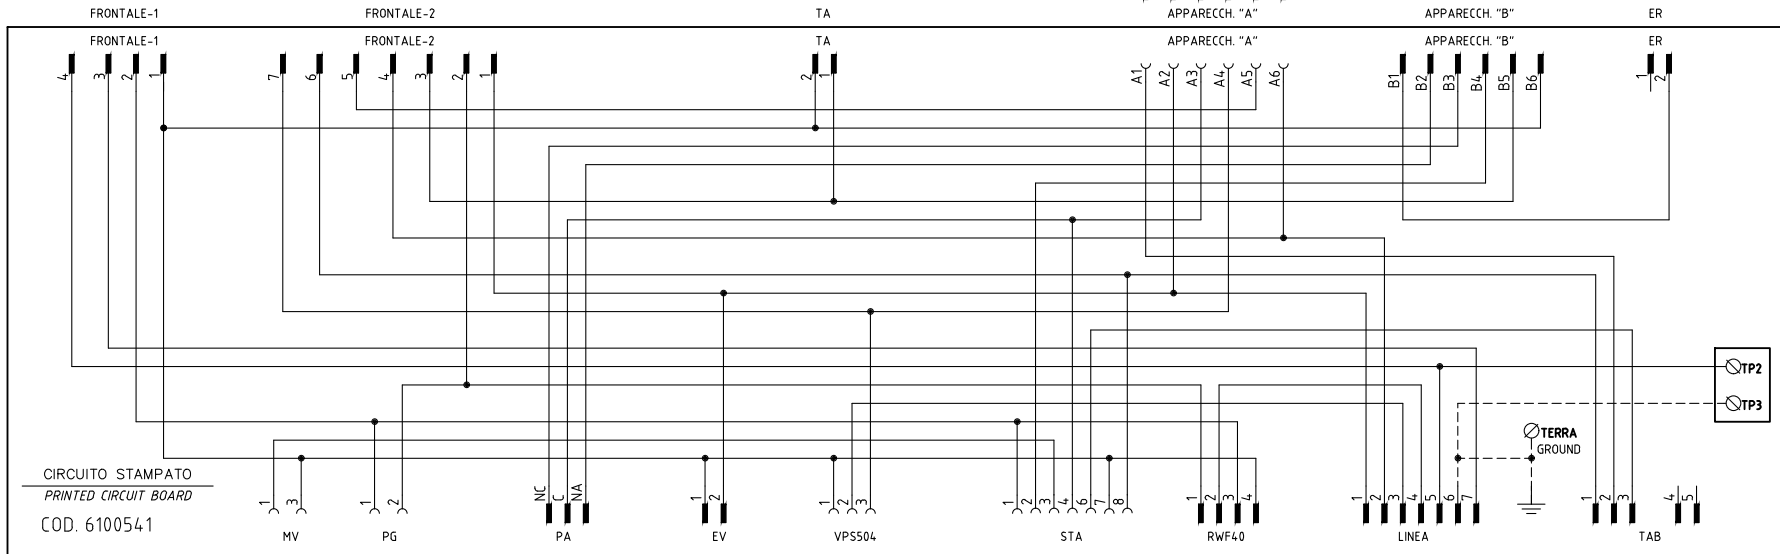 FRONTALE-1 FRONTALE-2 TA APPARECCH. "A" APPARECCH. "B" ER
FRONTALE-1 FRONTALE-2 TA APPARECCH. "A" APPARECCH. "B" ER
4 3 2 1 7 6 5 4 3 2 1 2 1 A1 A2 A3 A4 A5 A6 B1 B2 B3 B4 B5 B6 1 2
TP2
TP3
TERRA
GROUND
CIRCUITO STAMPATO
PRINTED CIRCUIT BOARD
COD. 6100541
1 3 1 2 NC C NA 1 2 1 2 3 1 2 3 4 6 7 8 1 2 3 4 1 2 3 4 5 6 7 1 2 3 4 5
MV PG PA EV VPS504 STA RWF40 LINEA TAB